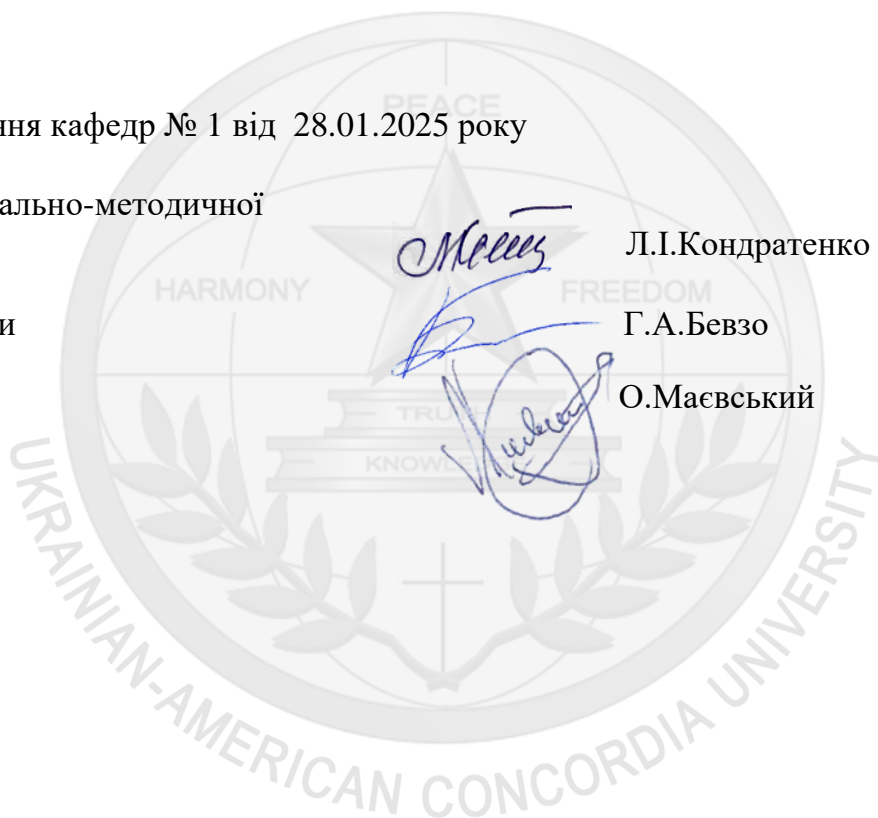 ння кафедр № 1 від 28.01.2025 року
ально-методичної
Л.І.Кондратенко
и
Г.А.Бевзо
О.Маєвський
PEACE
HARMONY
FREEDOM
UKRAINIAN-AMERICAN CONCORDIA UNIVERSITY